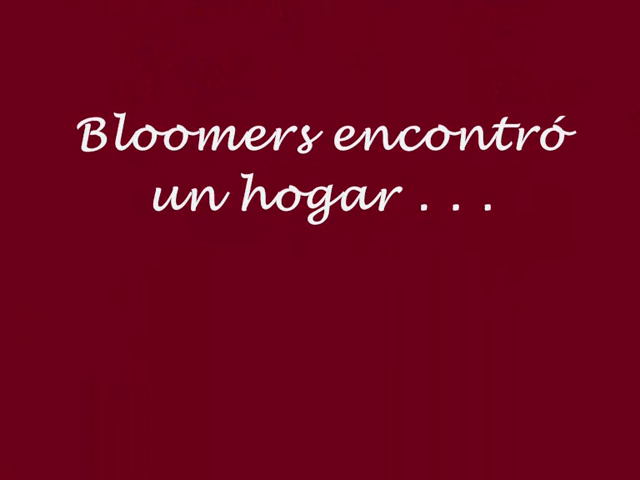 Bloomers encontró
un hogar . . .